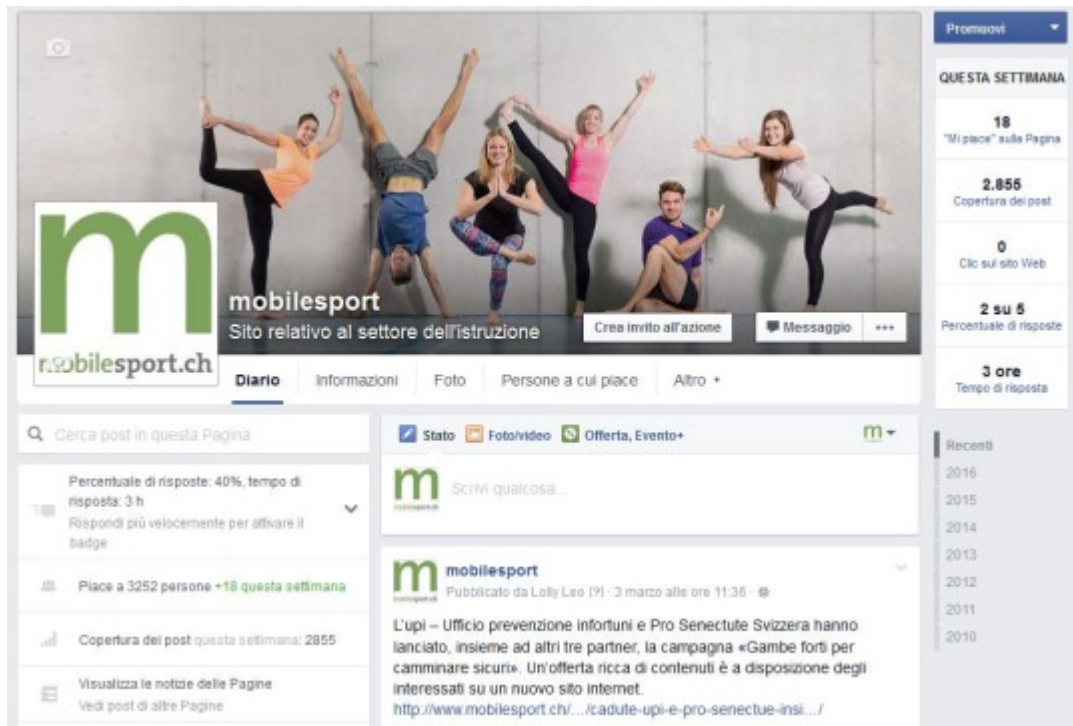 mobilesport
Sito relativo al settore dell'istruzione
Crea invito all'azione
Messaggio
m
mobilesport.ch
Diario
Informazioni
Foto
Persone a cui piace
Altro
Promuovi
QUESTA SETTIMANA
18
"Mi piace" sulla Pagina
2.855
Copertura dei post
0
Clic sul sito Web
2 su 5
Percentuale di risposte
3 ore
Tempo di risposta
Recenti
2016
2015
2014
2013
2012
2011
2010
Cerca post in questa Pagina
Percentuale di risposte: 40%, tempo di
risposta: 3 h
Rispondi più velocemente per attivare il
badge
Piace a 3252 persone +18 questa settimana
Copertura dei post questa settimana: 2855
Visualizza le notizie delle Pagine
Vedi post di altre Pagine
Stato Foto/video Offerta, Evento+
m
m
Scrivi qualcosa...
m
mobilesport
Pubblicato da Lolly Leo [?] · 3 marzo alle ore 11:36 ·
L'upi – Ufficio prevenzione infortuni e Pro Senectute Svizzera hanno
lanciato, insieme ad altri tre partner, la campagna «Gambe forti per
camminare sicuri». Un'offerta ricca di contenuti è a disposizione degli
interessati su un nuovo sito internet.
http://www.mobilesport.ch/.../cadute-upi-e-pro-senectue-insi.../